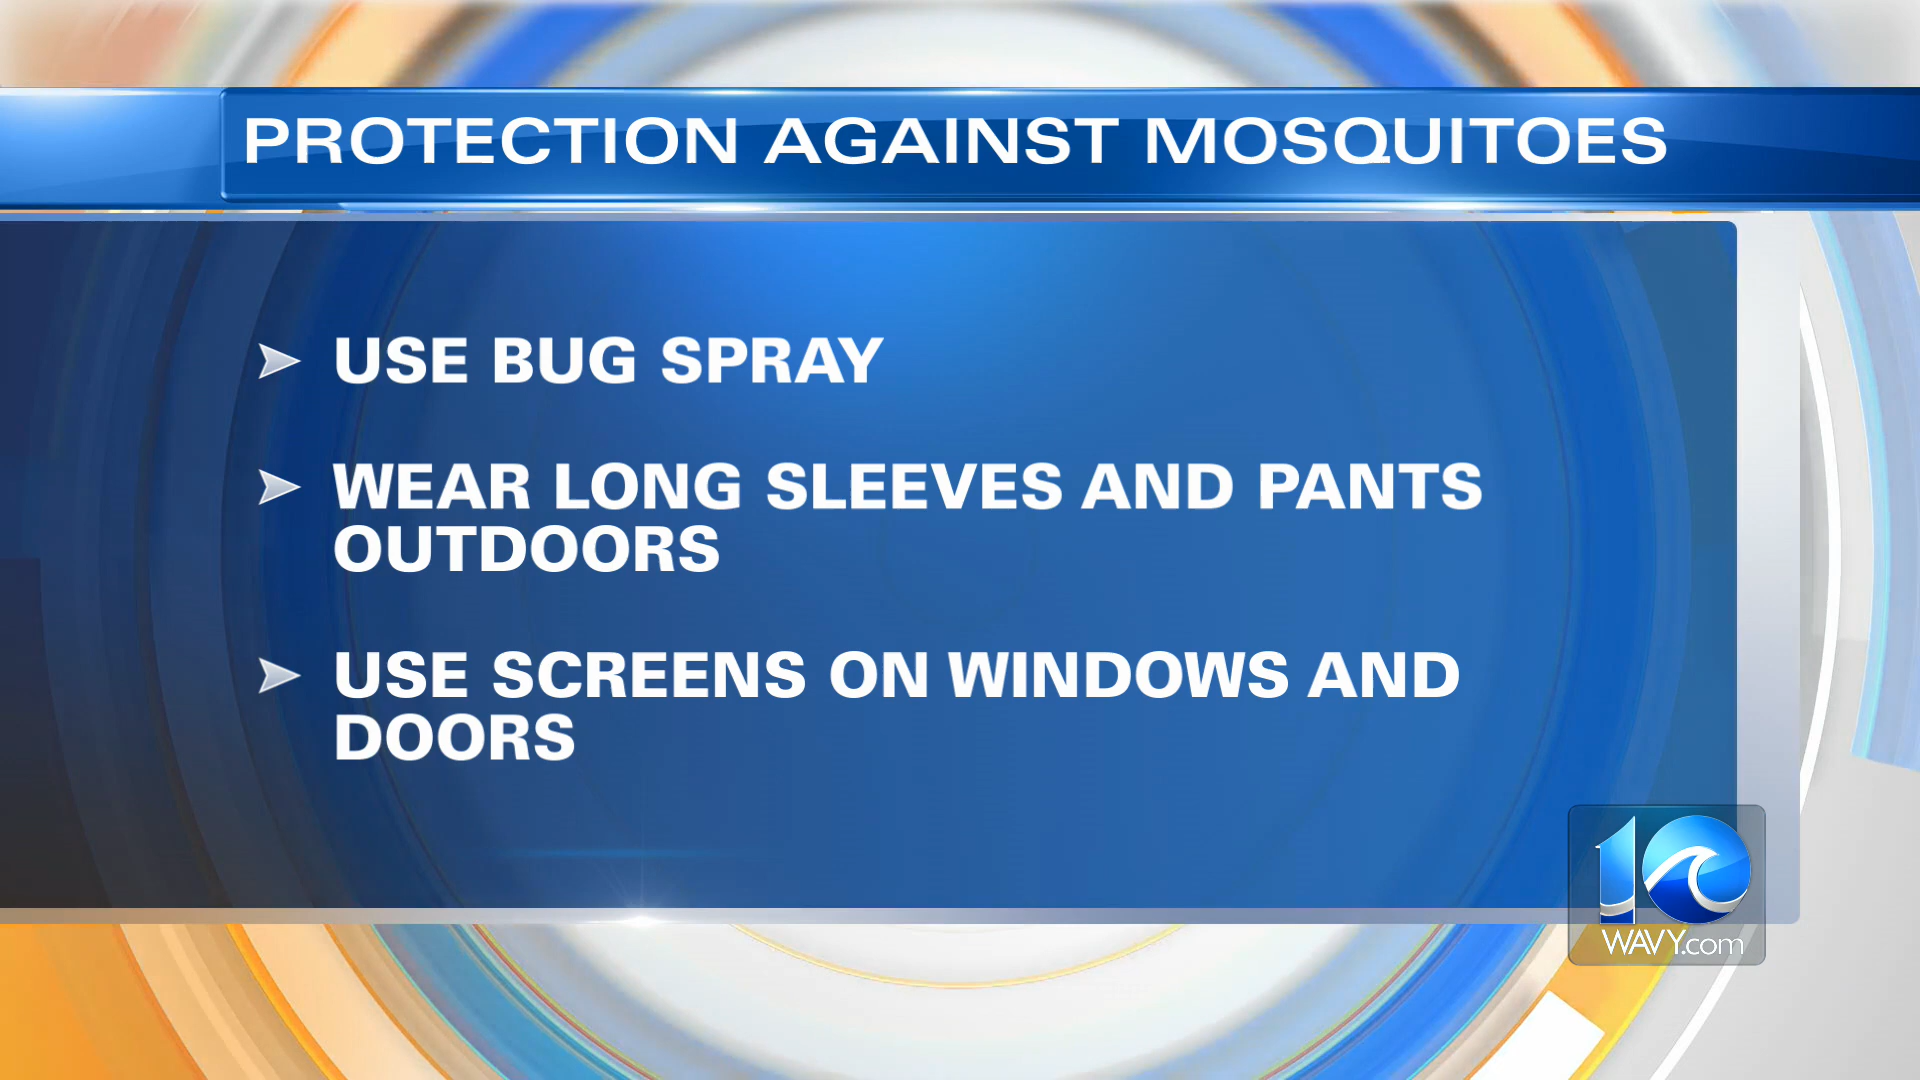 PROTECTION AGAINST MOSQUITOES
➤ USE BUG SPRAY
➤ WEAR LONG SLEEVES AND PANTS
OUTDOORS
➤ USE SCREENS ON WINDOWS AND
DOORS
10
WAVY.com